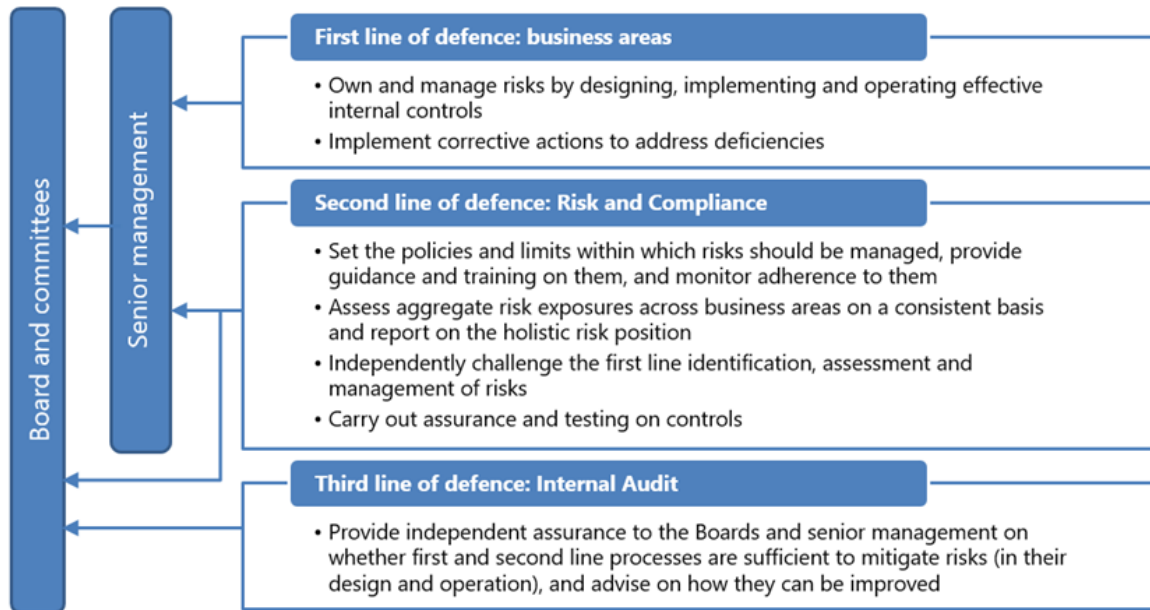 Board and committees
Senior management
First line of defence: business areas
• Own and manage risks by designing, implementing and operating effective
internal controls
• Implement corrective actions to address deficiencies
Second line of defence: Risk and Compliance
• Set the policies and limits within which risks should be managed, provide
guidance and training on them, and monitor adherence to them
• Assess aggregate risk exposures across business areas on a consistent basis
and report on the holistic risk position
• Independently challenge the first line identification, assessment and
management of risks
• Carry out assurance and testing on controls
Third line of defence: Internal Audit
• Provide independent assurance to the Boards and senior management on
whether first and second line processes are sufficient to mitigate risks (in their
design and operation), and advise on how they can be improved